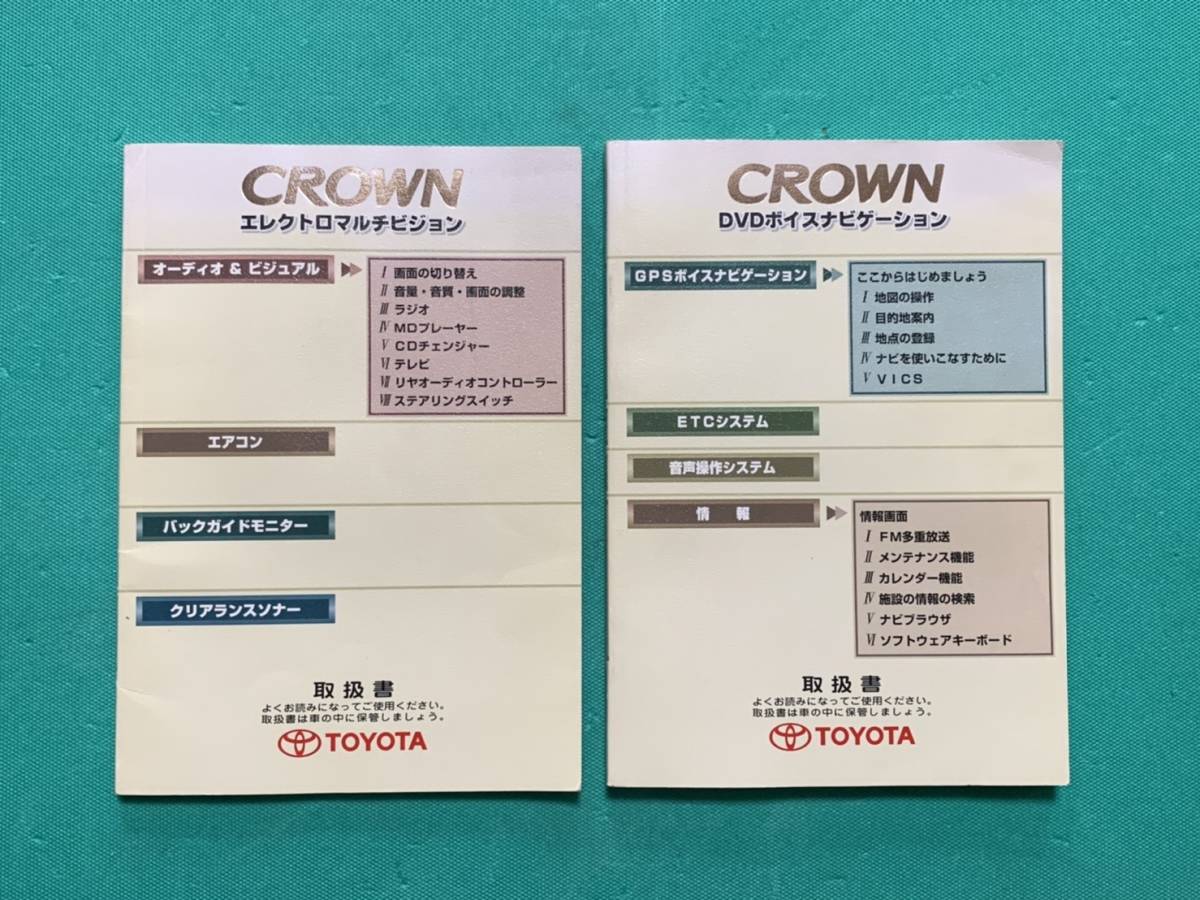 CROWN
エレクトロマルチビジョン
オーディオ & ビジュアル
Ⅰ 画面の切り替え
Ⅱ 音量・音質・画面の調整
Ⅲ ラジオ
Ⅳ MDプレーヤー
Ⅴ CDチェンジャー
Ⅵ テレビ
Ⅶ リヤオーディオコントローラー
Ⅷ ステアリングスイッチ
エアコン
バックガイドモニター
クリアランスソナー
取扱書
よくお読みになってご使用ください。
取扱書は車の中に保管しましょう。
TOYOTA
CROWN
DVDボイスナビゲーション
GPSボイスナビゲーション
ここからはじめましょう
Ⅰ 地図の操作
Ⅱ 目的地案内
Ⅲ 地点の登録
Ⅳ ナビを使いこなすために
Ⅴ VICS
ETCシステム
音声操作システム
情 報
情報画面
Ⅰ FM多重放送
Ⅱ メンテナンス機能
Ⅲ カレンダー機能
Ⅳ 施設の情報の検索
Ⅴ ナビブラウザ
Ⅵ ソフトウェアキーボード
取扱書
よくお読みになってご使用ください。
取扱書は車の中に保管しましょう。
TOYOTA